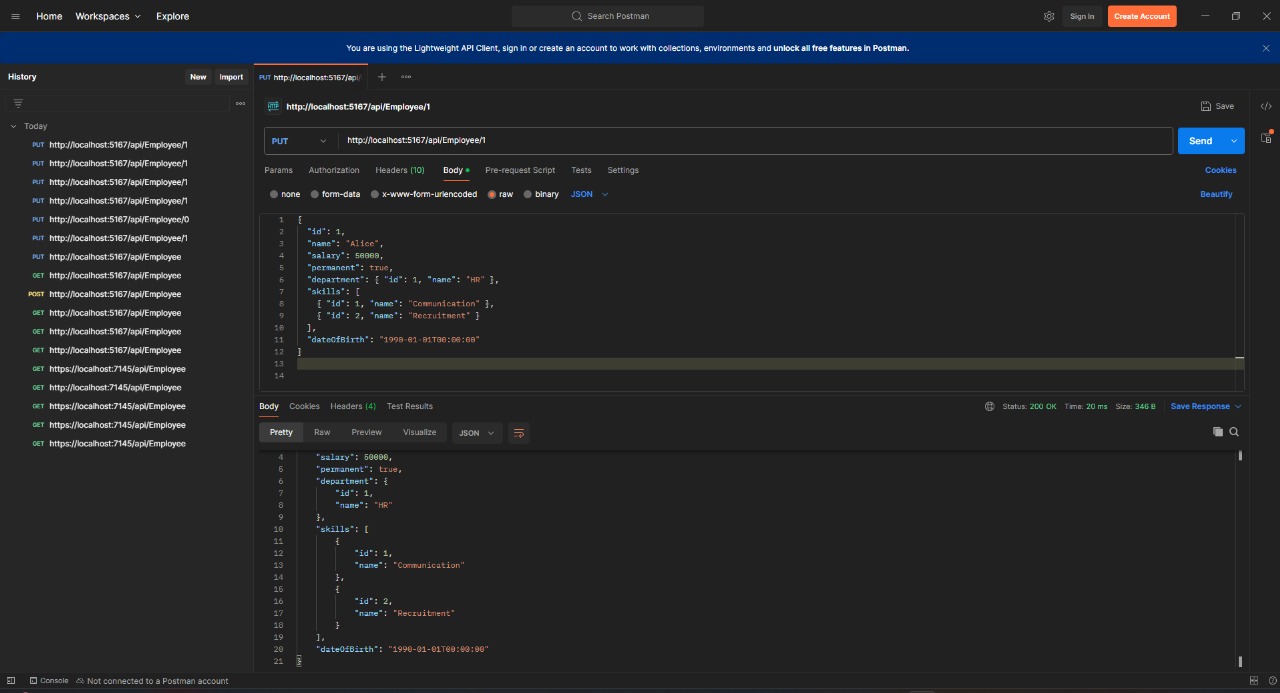 Home Workspaces Explore Search Postman Sign In Create Account
You are using the Lightweight API Client, sign in or create an account to work with collections, environments and unlock all free features in Postman.
History New Import PUT http://localhost:5167/api/
http://localhost:5167/api/Employee/1 Save
Today
PUT http://localhost:5167/api/Employee/1
PUT http://localhost:5167/api/Employee/1
PUT http://localhost:5167/api/Employee/1
PUT http://localhost:5167/api/Employee/1
PUT http://localhost:5167/api/Employee/0
PUT http://localhost:5167/api/Employee/1
PUT http://localhost:5167/api/Employee
GET http://localhost:5167/api/Employee
POST http://localhost:5167/api/Employee
GET http://localhost:5167/api/Employee
GET http://localhost:5167/api/Employee
GET http://localhost:5167/api/Employee
GET https://localhost:7145/api/Employee
GET http://localhost:7145/api/Employee
GET https://localhost:7145/api/Employee
GET https://localhost:7145/api/Employee
GET https://localhost:7145/api/Employee
PUT http://localhost:5167/api/Employee/1 Send
Params Authorization Headers (10) Body Pre-request Script Tests Settings Cookies
none form-data x-www-form-urlencoded raw binary JSON Beautify
1 {
2 "id": 1,
3 "name": "Alice",
4 "salary": 50000,
5 "permanent": true,
6 "department": { "id": 1, "name": "HR" },
7 "skills": [
8 { "id": 1, "name": "Communication" },
9 { "id": 2, "name": "Recruitment" }
10 ],
11 "dateOfBirth": "1990-01-01T00:00:00"
12 }
13
14
Body Cookies Headers (4) Test Results Status: 200 OK Time: 20 ms Size: 346 B Save Response
Pretty Raw Preview Visualize JSON
4 "salary": 50000,
5 "permanent": true,
6 "department": {
7 "id": 1,
8 "name": "HR"
9 },
10 "skills": [
11 {
12 "id": 1,
13 "name": "Communication"
14 },
15 {
16 "id": 2,
17 "name": "Recruitment"
18 }
19 ],
20 "dateOfBirth": "1990-01-01T00:00:00"
21 }
Console Not connected to a Postman account